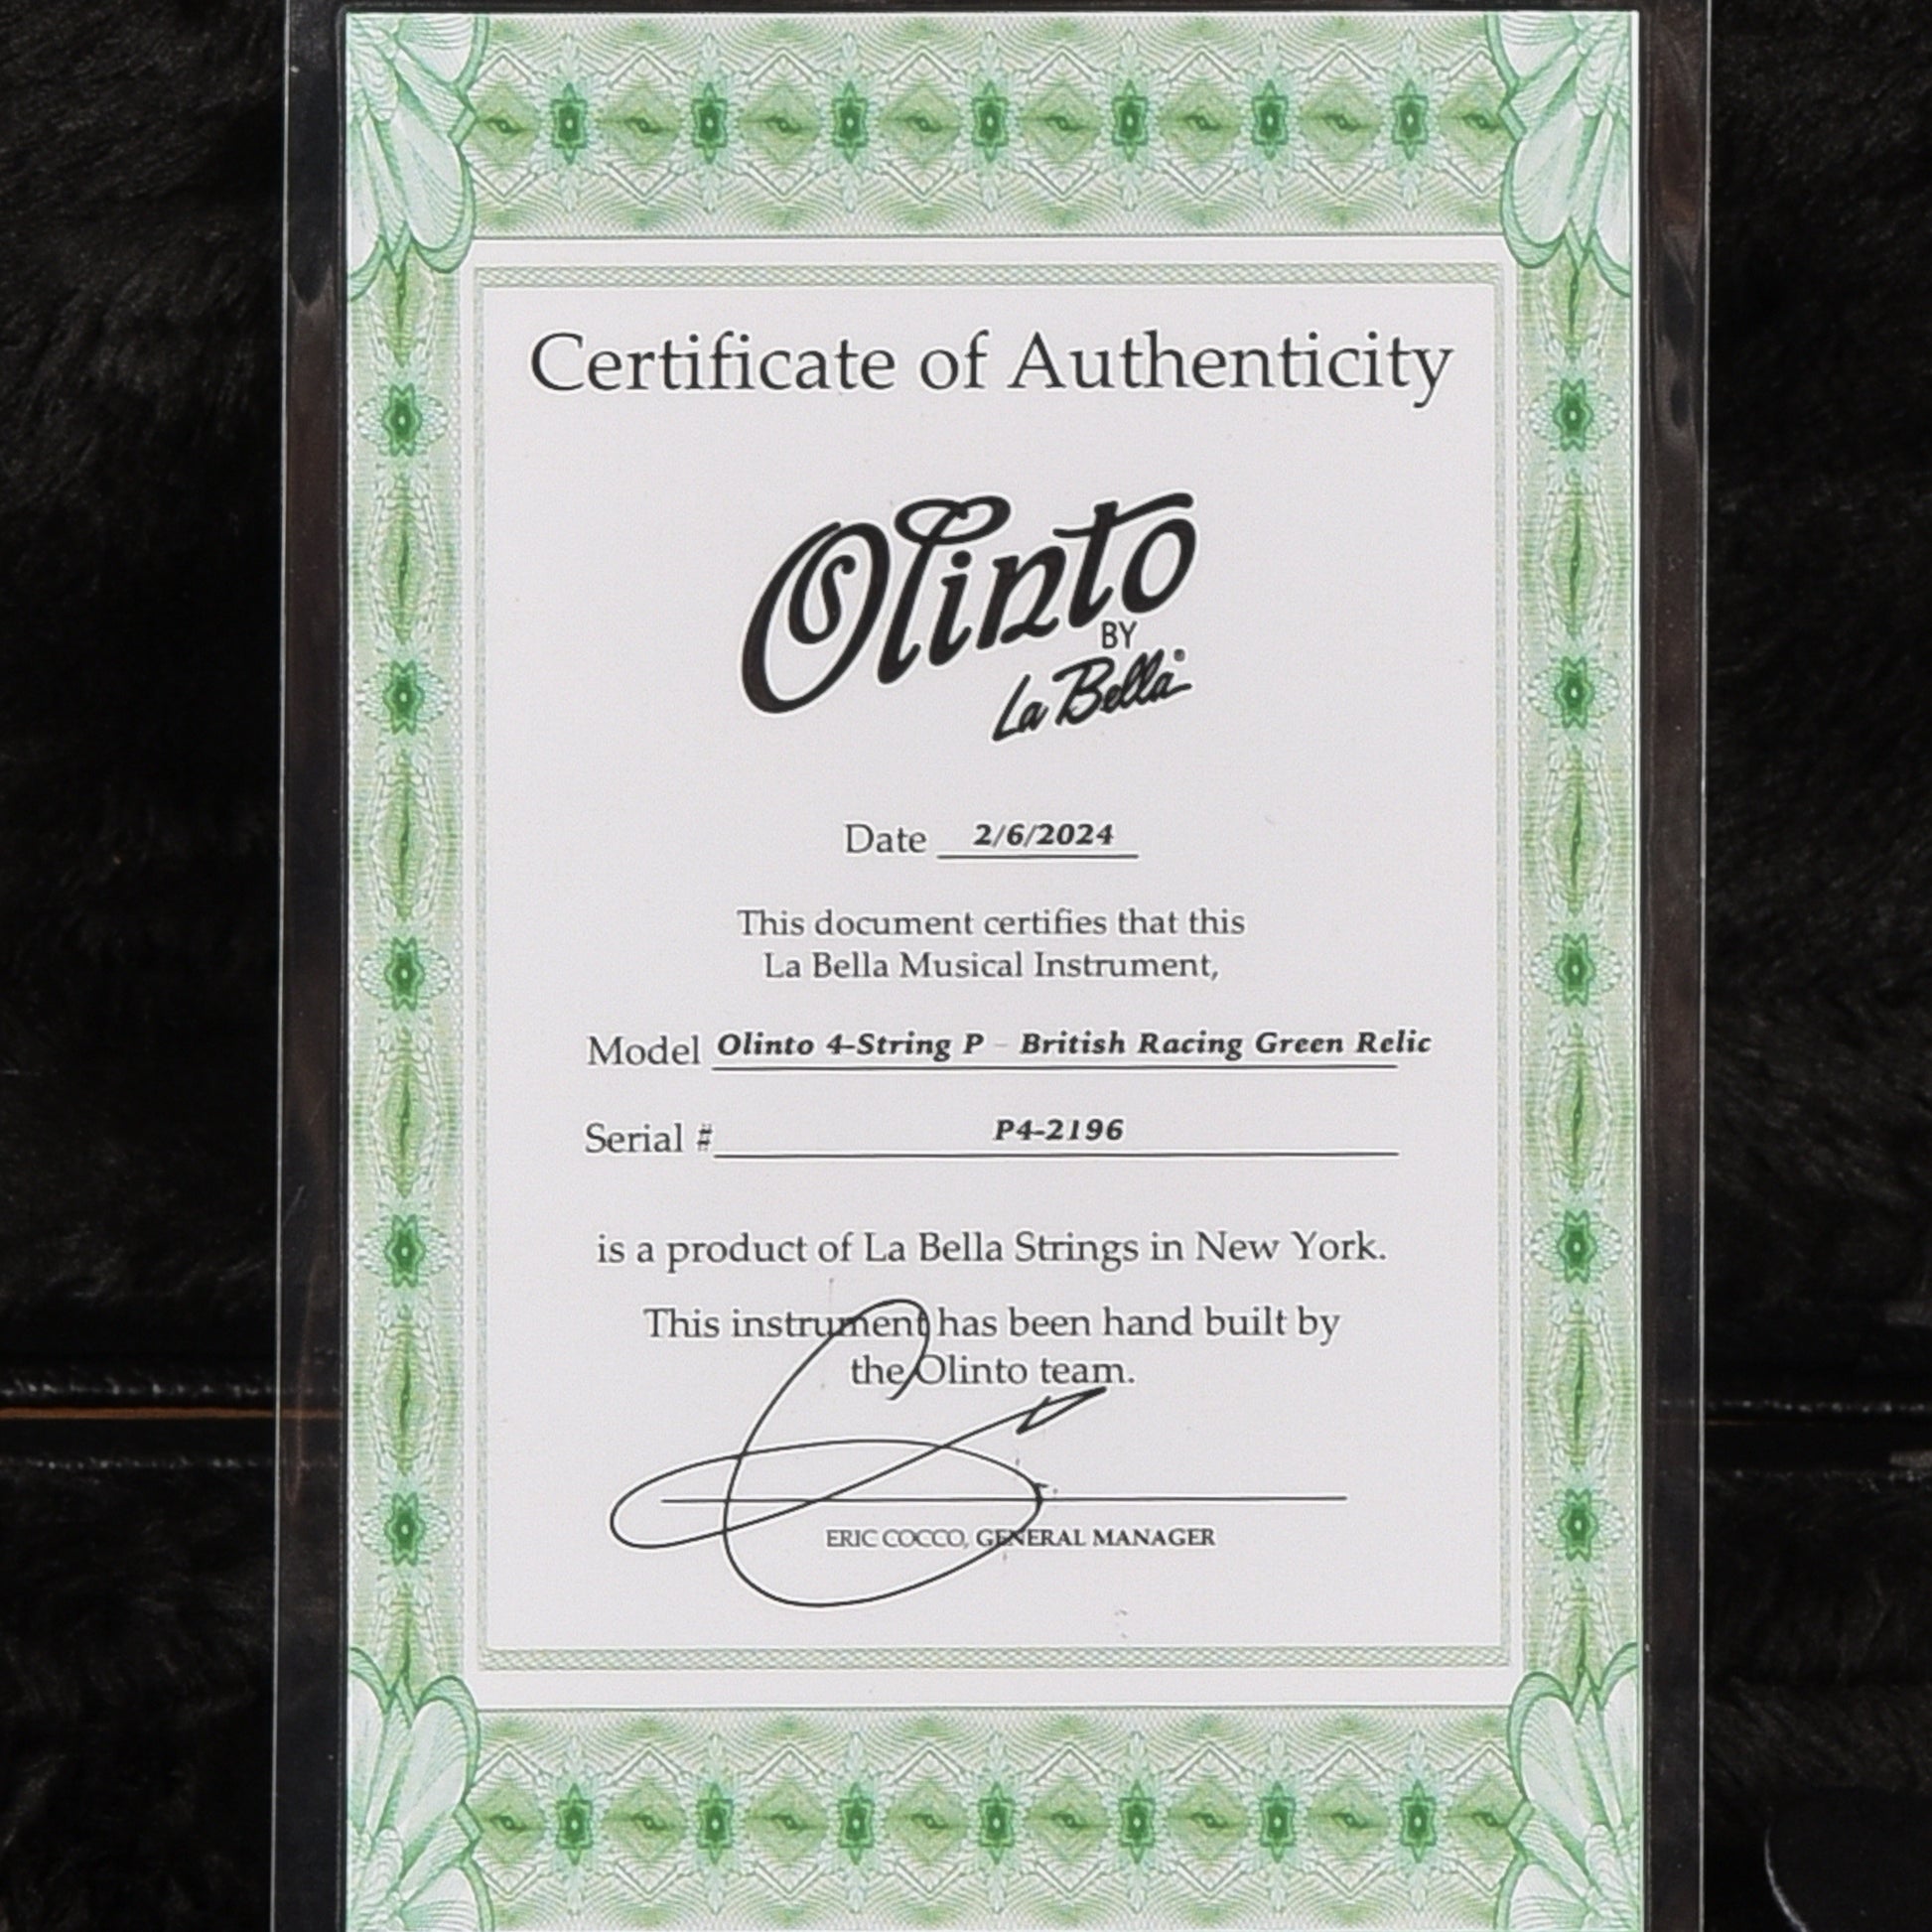 Certificate of Authenticity
Olinto
BY
La Bella®
Date 2/6/2024
This document certifies that this
La Bella Musical Instrument,
Model Olinto 4-String P – British Racing Green Relic
Serial # P4-2196
is a product of La Bella Strings in New York.
This instrument has been hand built by
the Olinto team.
ERIC COCCO, GENERAL MANAGER